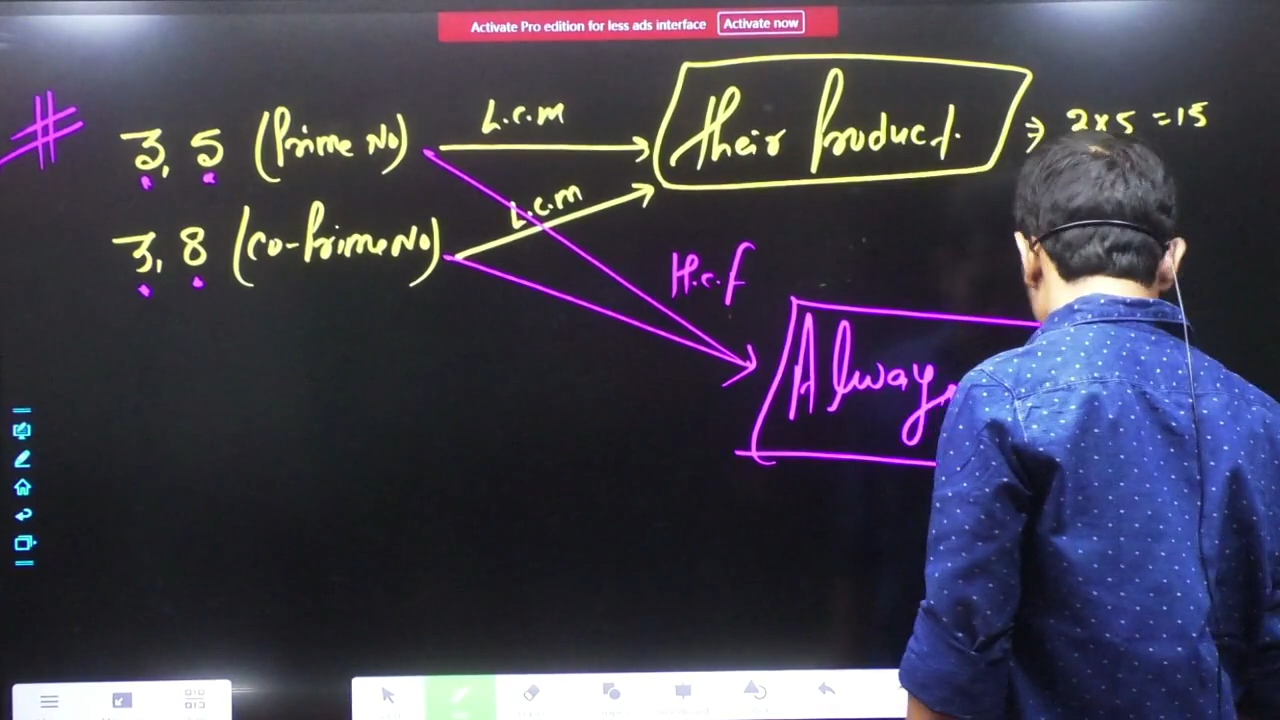 Activate Pro edition for less ads interface Activate now
# 3, 5 (Prime No) L.C.M Their Product. ⇒ 2×5 =15
3, 8 (Co-Prime No) L.C.M
H.C.f
Always